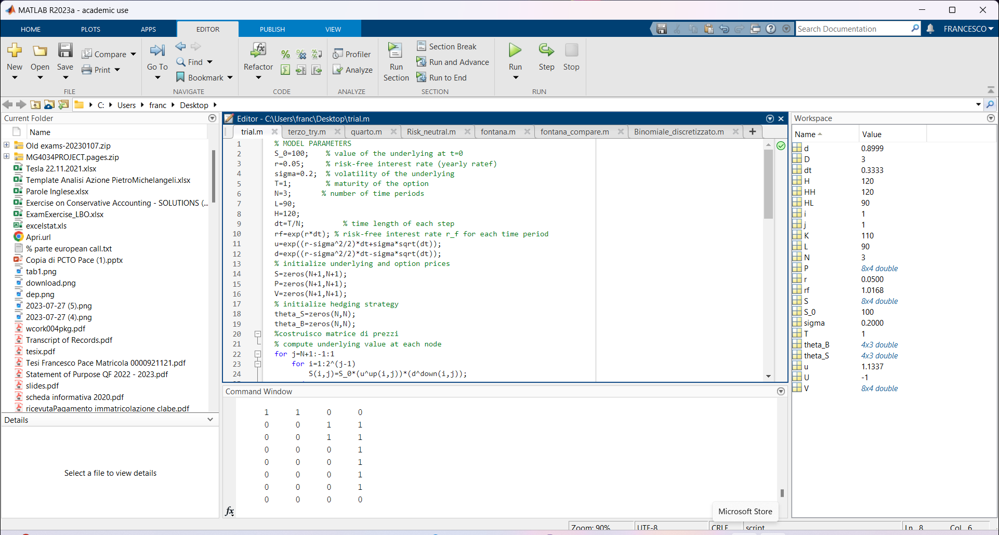 MATLAB R2023a - academic use
HOME PLOTS APPS EDITOR PUBLISH VIEW
Search Documentation
FRANCESCO
New Open Save Compare Print
FILE
Go To Find Bookmark
NAVIGATE
Refactor
CODE
Profiler
Analyze
ANALYZE
Run Section
Section Break
Run and Advance
Run to End
SECTION
Run Step Stop
RUN
C: Users franc Desktop
Current Folder
Name
Old exams-20230107.zip
MG4034PROJECT.pages.zip
Tesla 22.11.2021.xlsx
Template Analisi Azione PietroMichelangeli.xlsx
Parole Inglese.xlsx
Exercise on Conservative Accounting - SOLUTIONS (...
ExamExercise_LBO.xlsx
excelstat.xls
Apri.url
% parte european call.txt
Copia di PCTO Pace (1).pptx
tab1.png
download.png
dep.png
2023-07-27 (5).png
2023-07-27 (4).png
wcork004pkg.pdf
Transcript of Records.pdf
tesix.pdf
Tesi Francesco Pace Matricola 0000921121.pdf
Statement of Purpose QF 2022 - 2023.pdf
slides.pdf
scheda informativa 2020.pdf
ricevutaPagamento immatricolazione clabe.pdf
Details
Select a file to view details
Editor - C:\Users\franc\Desktop\trial.m
trial.m terzo_try.m quarto.m Risk_neutral.m fontana.m fontana_compare.m Binomiale_discretizzato.m
1 % MODEL PARAMETERS
2 S_0=100; % value of the underlying at t=0
3 r=0.05; % risk-free interest rate (yearly ratef)
4 sigma=0.2; % volatility of the underlying
5 T=1; % maturity of the option
6 N=3; % number of time periods
7 L=90;
8 H=120;
9 dt=T/N; % time length of each step
10 rf=exp(r*dt); % risk-free interest rate r_f for each time period
11 u=exp((r-sigma^2/2)*dt+sigma*sqrt(dt));
12 d=exp((r-sigma^2/2)*dt-sigma*sqrt(dt));
13 % initialize underlying and option prices
14 S=zeros(N+1,N+1);
15 P=zeros(N+1,N+1);
16 V=zeros(N+1,N+1);
17 % initialize hedging strategy
18 theta_S=zeros(N,N);
19 theta_B=zeros(N,N);
20 %costruisco matrice di prezzi
21 % compute underlying value at each node
22 for j=N+1:-1:1
23 for i=1:2^(j-1)
24 S(i,j)=S_0*(u^up(i,j))*(d^down(i,j));
Command Window
1 1 0 0
0 0 1 1
0 0 1 1
0 0 0 1
0 0 0 1
0 0 0 1
0 0 0 1
0 0 0 0
fx
Microsoft Store
Workspace
Name Value
d 0.8999
D 3
dt 0.3333
H 120
HH 120
HL 90
i 1
j 1
K 110
L 90
N 3
P 8x4 double
r 0.0500
rf 1.0168
S 8x4 double
S_0 100
sigma 0.2000
T 1
theta_B 4x3 double
theta_S 4x3 double
u 1.1337
U -1
V 8x4 double
Zoom: 90% UTF-8 CRLF script Ln 8 Col 6